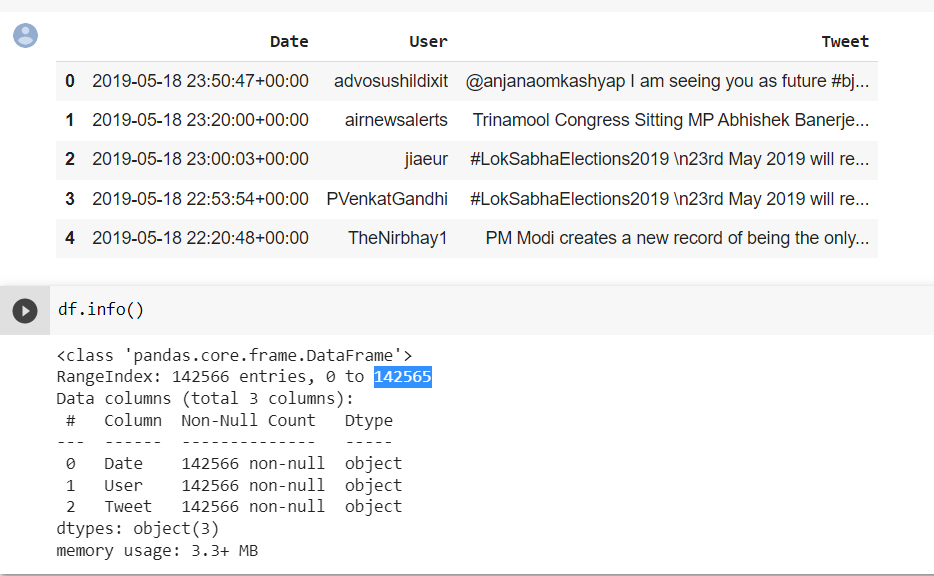 Date User Tweet
0 2019-05-18 23:50:47+00:00 advosushildixit @anjanaomkashyap I am seeing you as future #bj...
1 2019-05-18 23:20:00+00:00 airnewsalerts Trinamool Congress Sitting MP Abhishek Banerje...
2 2019-05-18 23:00:03+00:00 jiaeur #LokSabhaElections2019 \n23rd May 2019 will re...
3 2019-05-18 22:53:54+00:00 PVenkatGandhi #LokSabhaElections2019 \n23rd May 2019 will re...
4 2019-05-18 22:20:48+00:00 TheNirbhay1 PM Modi creates a new record of being the only...
df.info()
<class 'pandas.core.frame.DataFrame'>
RangeIndex: 142566 entries, 0 to 142565
Data columns (total 3 columns):
# Column Non-Null Count Dtype
--- ------ -------------- -----
0 Date 142566 non-null object
1 User 142566 non-null object
2 Tweet 142566 non-null object
dtypes: object(3)
memory usage: 3.3+ MB